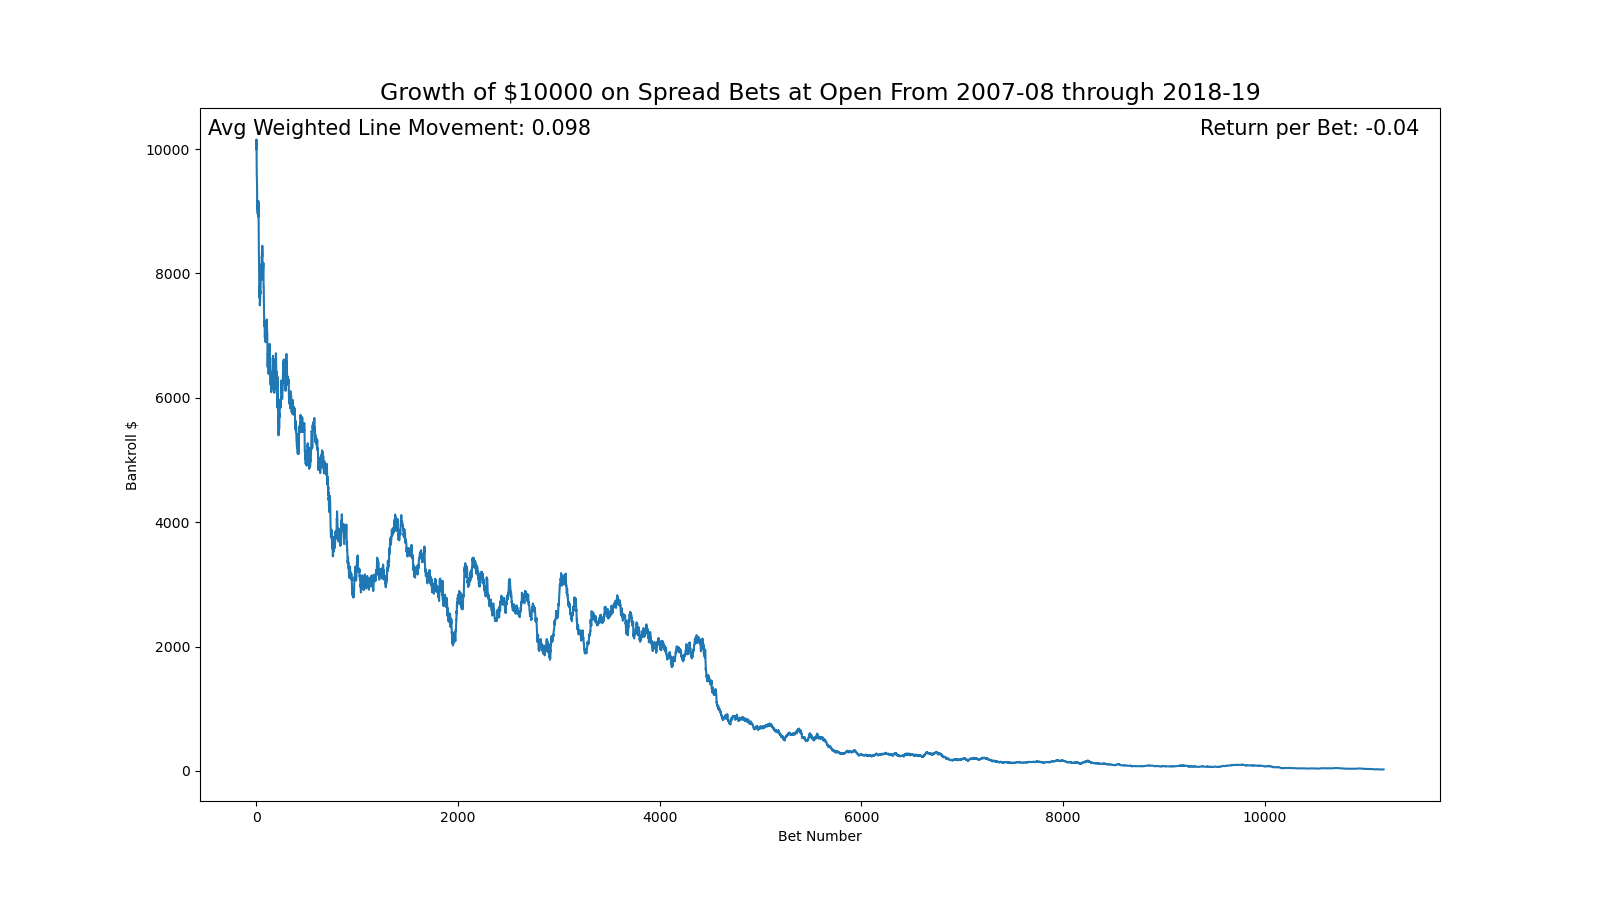 Growth of $10000 on Spread Bets at Open From 2007-08 through 2018-19
Avg Weighted Line Movement: 0.098
Return per Bet: -0.04
10000
8000
6000
4000
2000
0
Bankroll $
0
2000
4000
6000
8000
10000
Bet Number